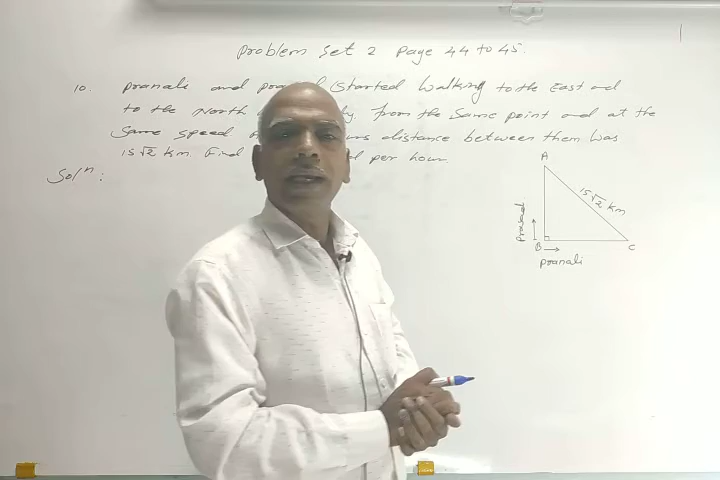 Problem Set 2 Page 44 to 45.
10. Pranali and started walking to the East and
to the North from the Same point and at the
Same speed distance between them was
15√2 km. Find per hour.
Solⁿ:
A
15√2 km
Prasad
B
C
Pranali